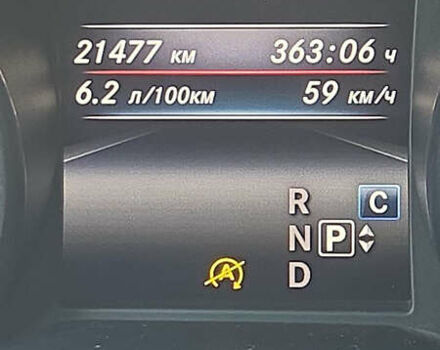 21477 км 363:06 ч
6.2 л/100км 59 км/ч
R C
N P
D
A